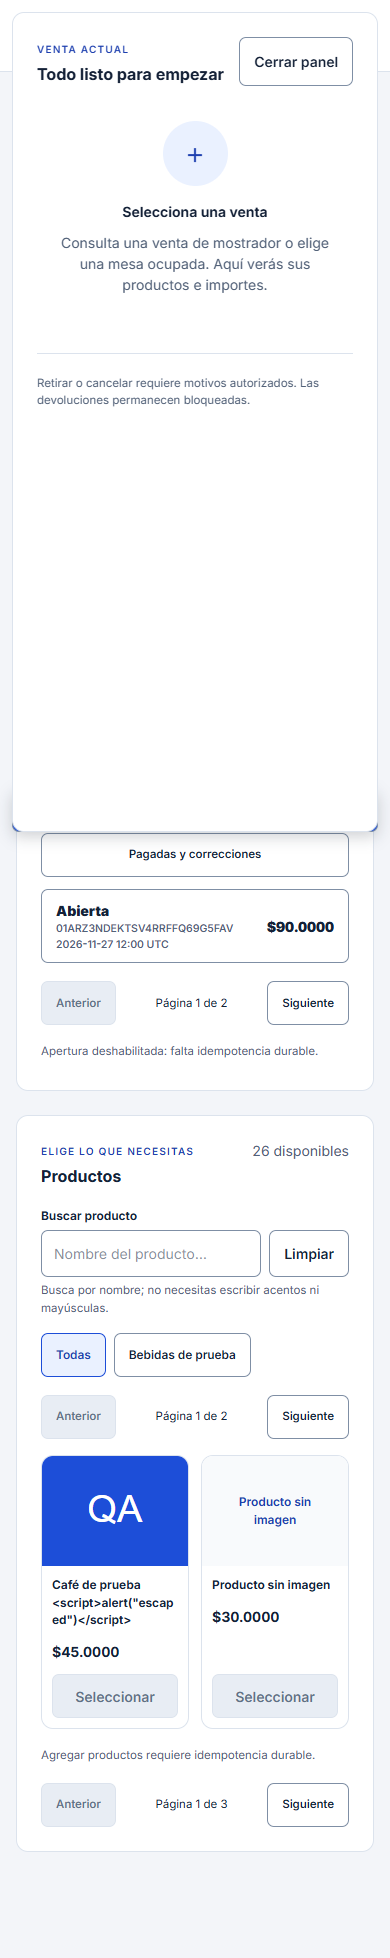 VENTA ACTUAL
Todo listo para empezar
Cerrar panel
+
Selecciona una venta
Consulta una venta de mostrador o elige
una mesa ocupada. Aquí verás sus
productos e importes.
Retirar o cancelar requiere motivos autorizados. Las
devoluciones permanecen bloqueadas.
Pagadas y correcciones
Abierta
01ARZ3NDEKTSV4RRFFQ69G5FAV
2026-11-27 12:00 UTC
$90.0000
Anterior
Página 1 de 2
Siguiente
Apertura deshabilitada: falta idempotencia durable.
ELIGE LO QUE NECESITAS
Productos
26 disponibles
Buscar producto
Nombre del producto...
Limpiar
Busca por nombre; no necesitas escribir acentos ni
mayúsculas.
Todas
Bebidas de prueba
Anterior
Página 1 de 2
Siguiente
QA
Café de prueba
<script>alert("escap
ed")</script>
$45.0000
Seleccionar
Producto sin
imagen
Producto sin imagen
$30.0000
Seleccionar
Agregar productos requiere idempotencia durable.
Anterior
Página 1 de 3
Siguiente